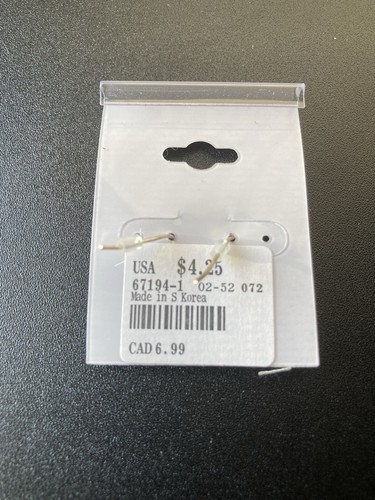 USA $4.25
67194-1 02-52 072
Made in S Korea
CAD 6.99